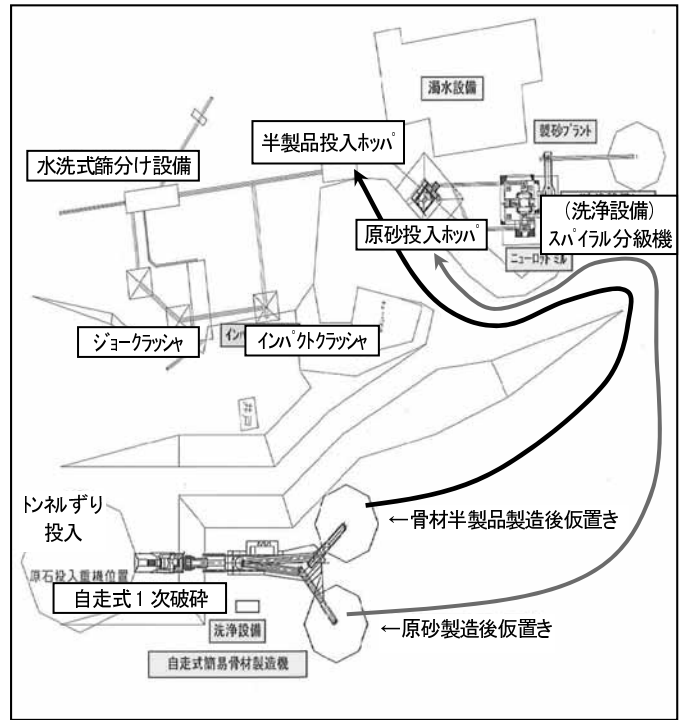 濁水設備
製砂プラント
半製品投入ホッパ
水洗式篩分け設備
(洗浄設備)
スパイラル分級機
原砂投入ホッパ
ニューロッドミル
ジョークラッシャ
インパクトクラッシャ
井戸
トンネルずり
投入
←骨材半製品製造後仮置き
原石投入重機位置
自走式1次破砕
洗浄設備
←原砂製造後仮置き
自走式簡易骨材製造機